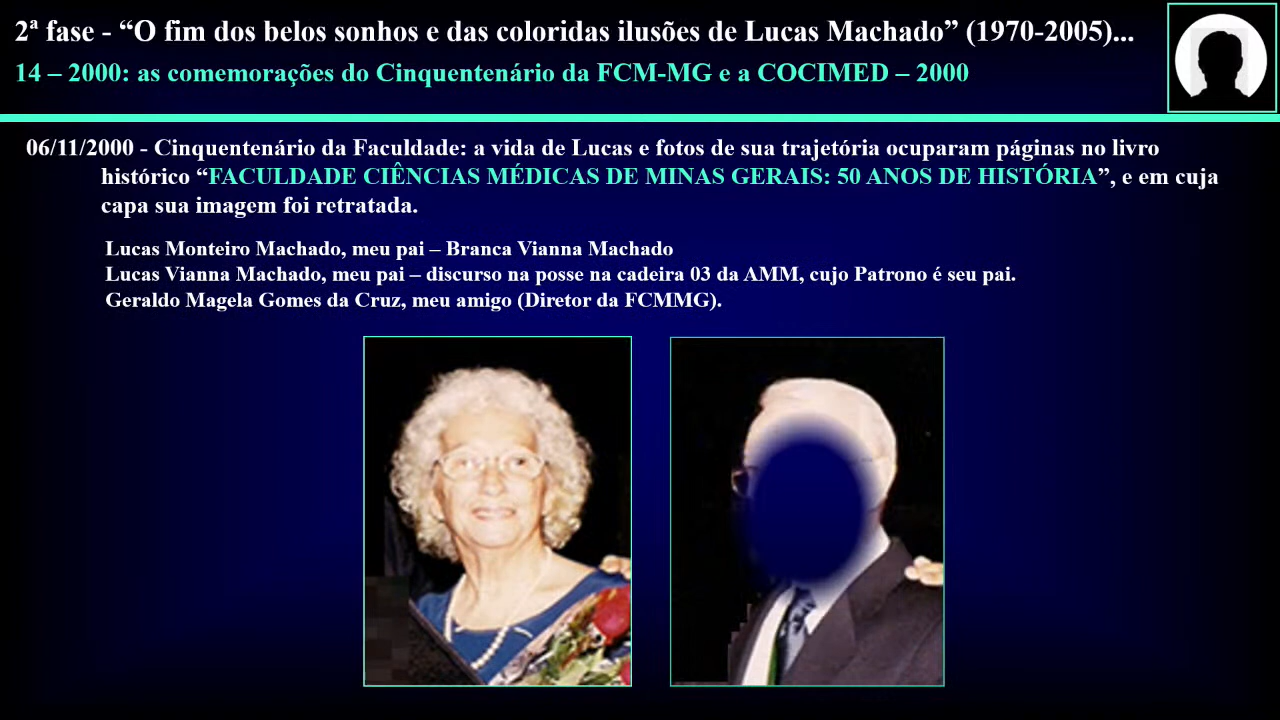 2ª fase - “O fim dos belos sonhos e das coloridas ilusões de Lucas Machado” (1970-2005)...
14 – 2000: as comemorações do Cinquentenário da FCM-MG e a COCIMED – 2000
06/11/2000 - Cinquentenário da Faculdade: a vida de Lucas e fotos de sua trajetória ocuparam páginas no livro
histórico “FACULDADE CIÊNCIAS MÉDICAS DE MINAS GERAIS: 50 ANOS DE HISTÓRIA”, e em cuja
capa sua imagem foi retratada.
Lucas Monteiro Machado, meu pai – Branca Vianna Machado
Lucas Vianna Machado, meu pai – discurso na posse na cadeira 03 da AMM, cujo Patrono é seu pai.
Geraldo Magela Gomes da Cruz, meu amigo (Diretor da FCMMG).